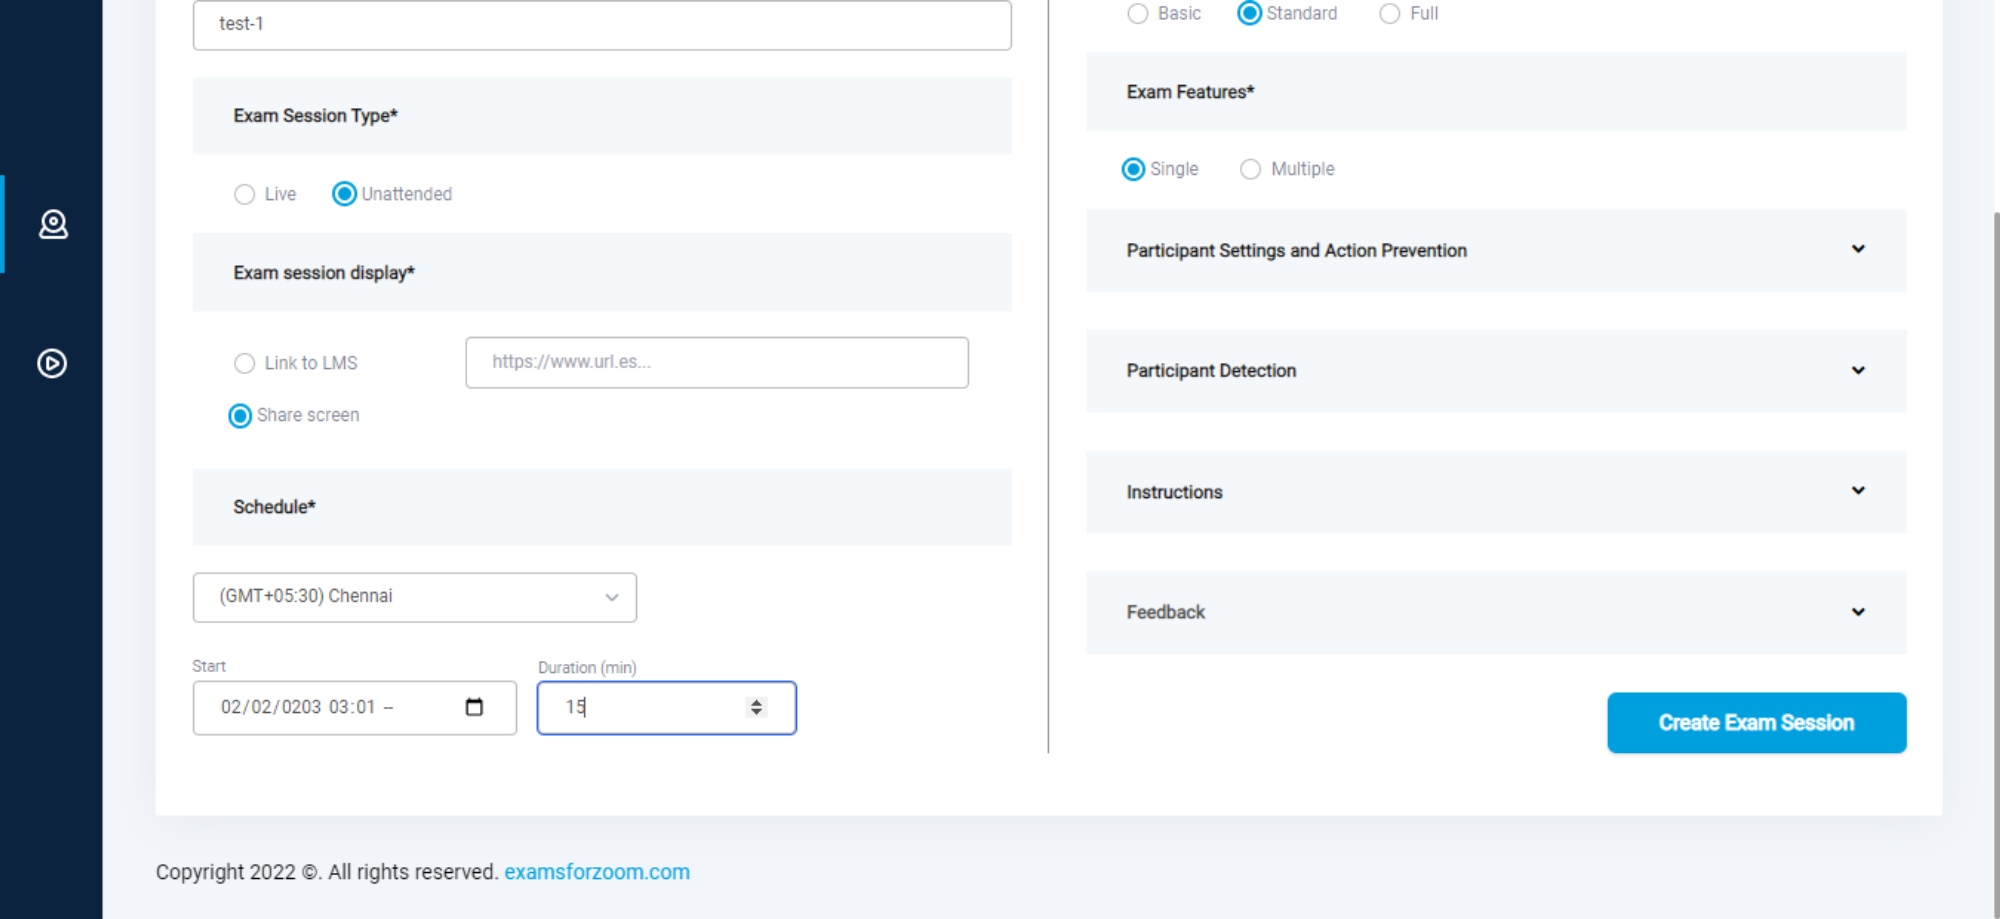 test-1
Exam Session Type*
Live
Unattended
Exam session display*
Link to LMS
https://www.url.es...
Share screen
Schedule*
(GMT+05:30) Chennai
Start
Duration (min)
02/02/0203 03:01 --
15
Basic
Standard
Full
Exam Features*
Single
Multiple
Participant Settings and Action Prevention
Participant Detection
Instructions
Feedback
Create Exam Session
Copyright 2022 ©. All rights reserved. examsforzoom.com